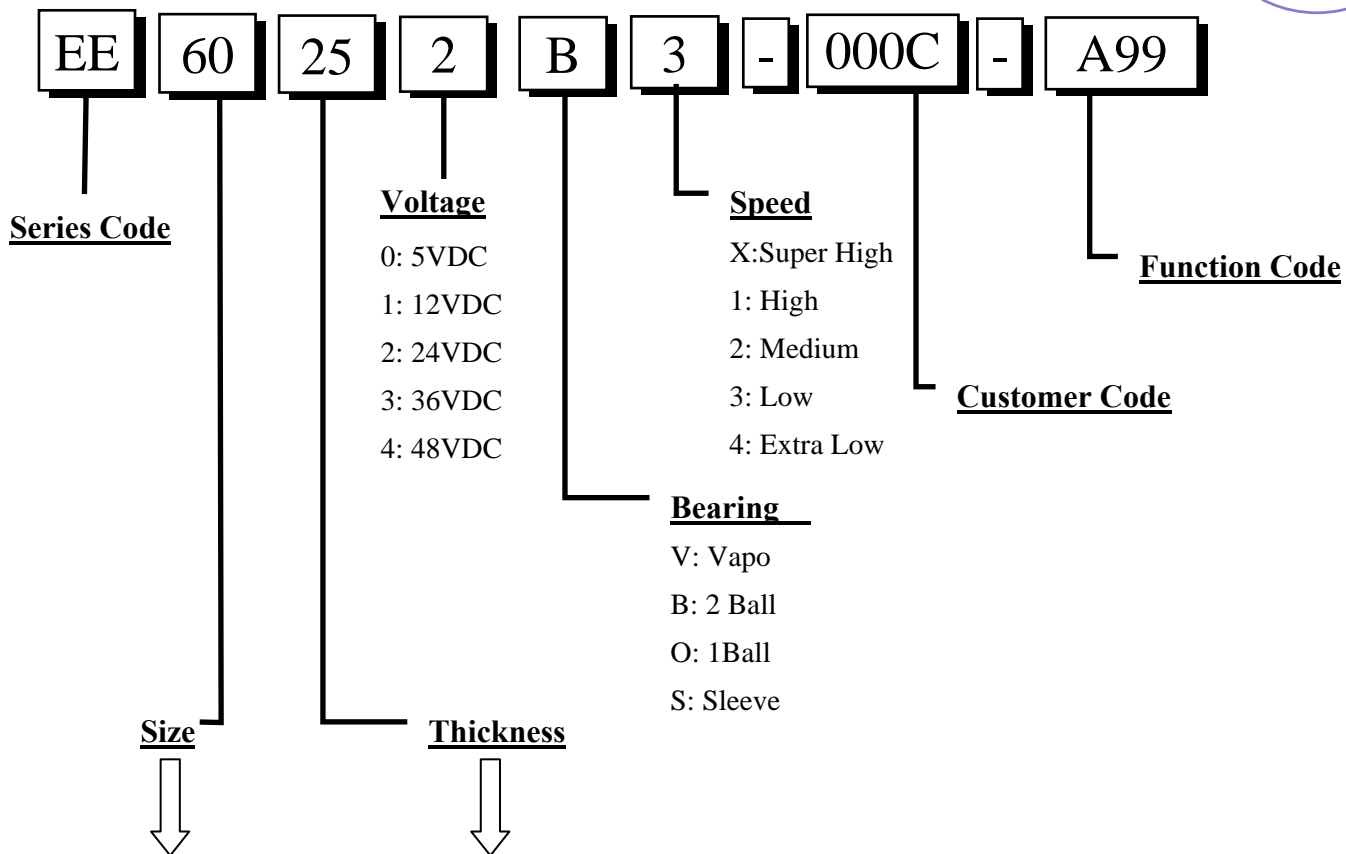 EE 60 25 2 B 3 - 000C - A99
Series Code
Voltage
0: 5VDC
1: 12VDC
2: 24VDC
3: 36VDC
4: 48VDC
Speed
X:Super High
1: High
2: Medium
3: Low
4: Extra Low
Function Code
Customer Code
Bearing
V: Vapo
B: 2 Ball
O: 1Ball
S: Sleeve
Size
Thickness